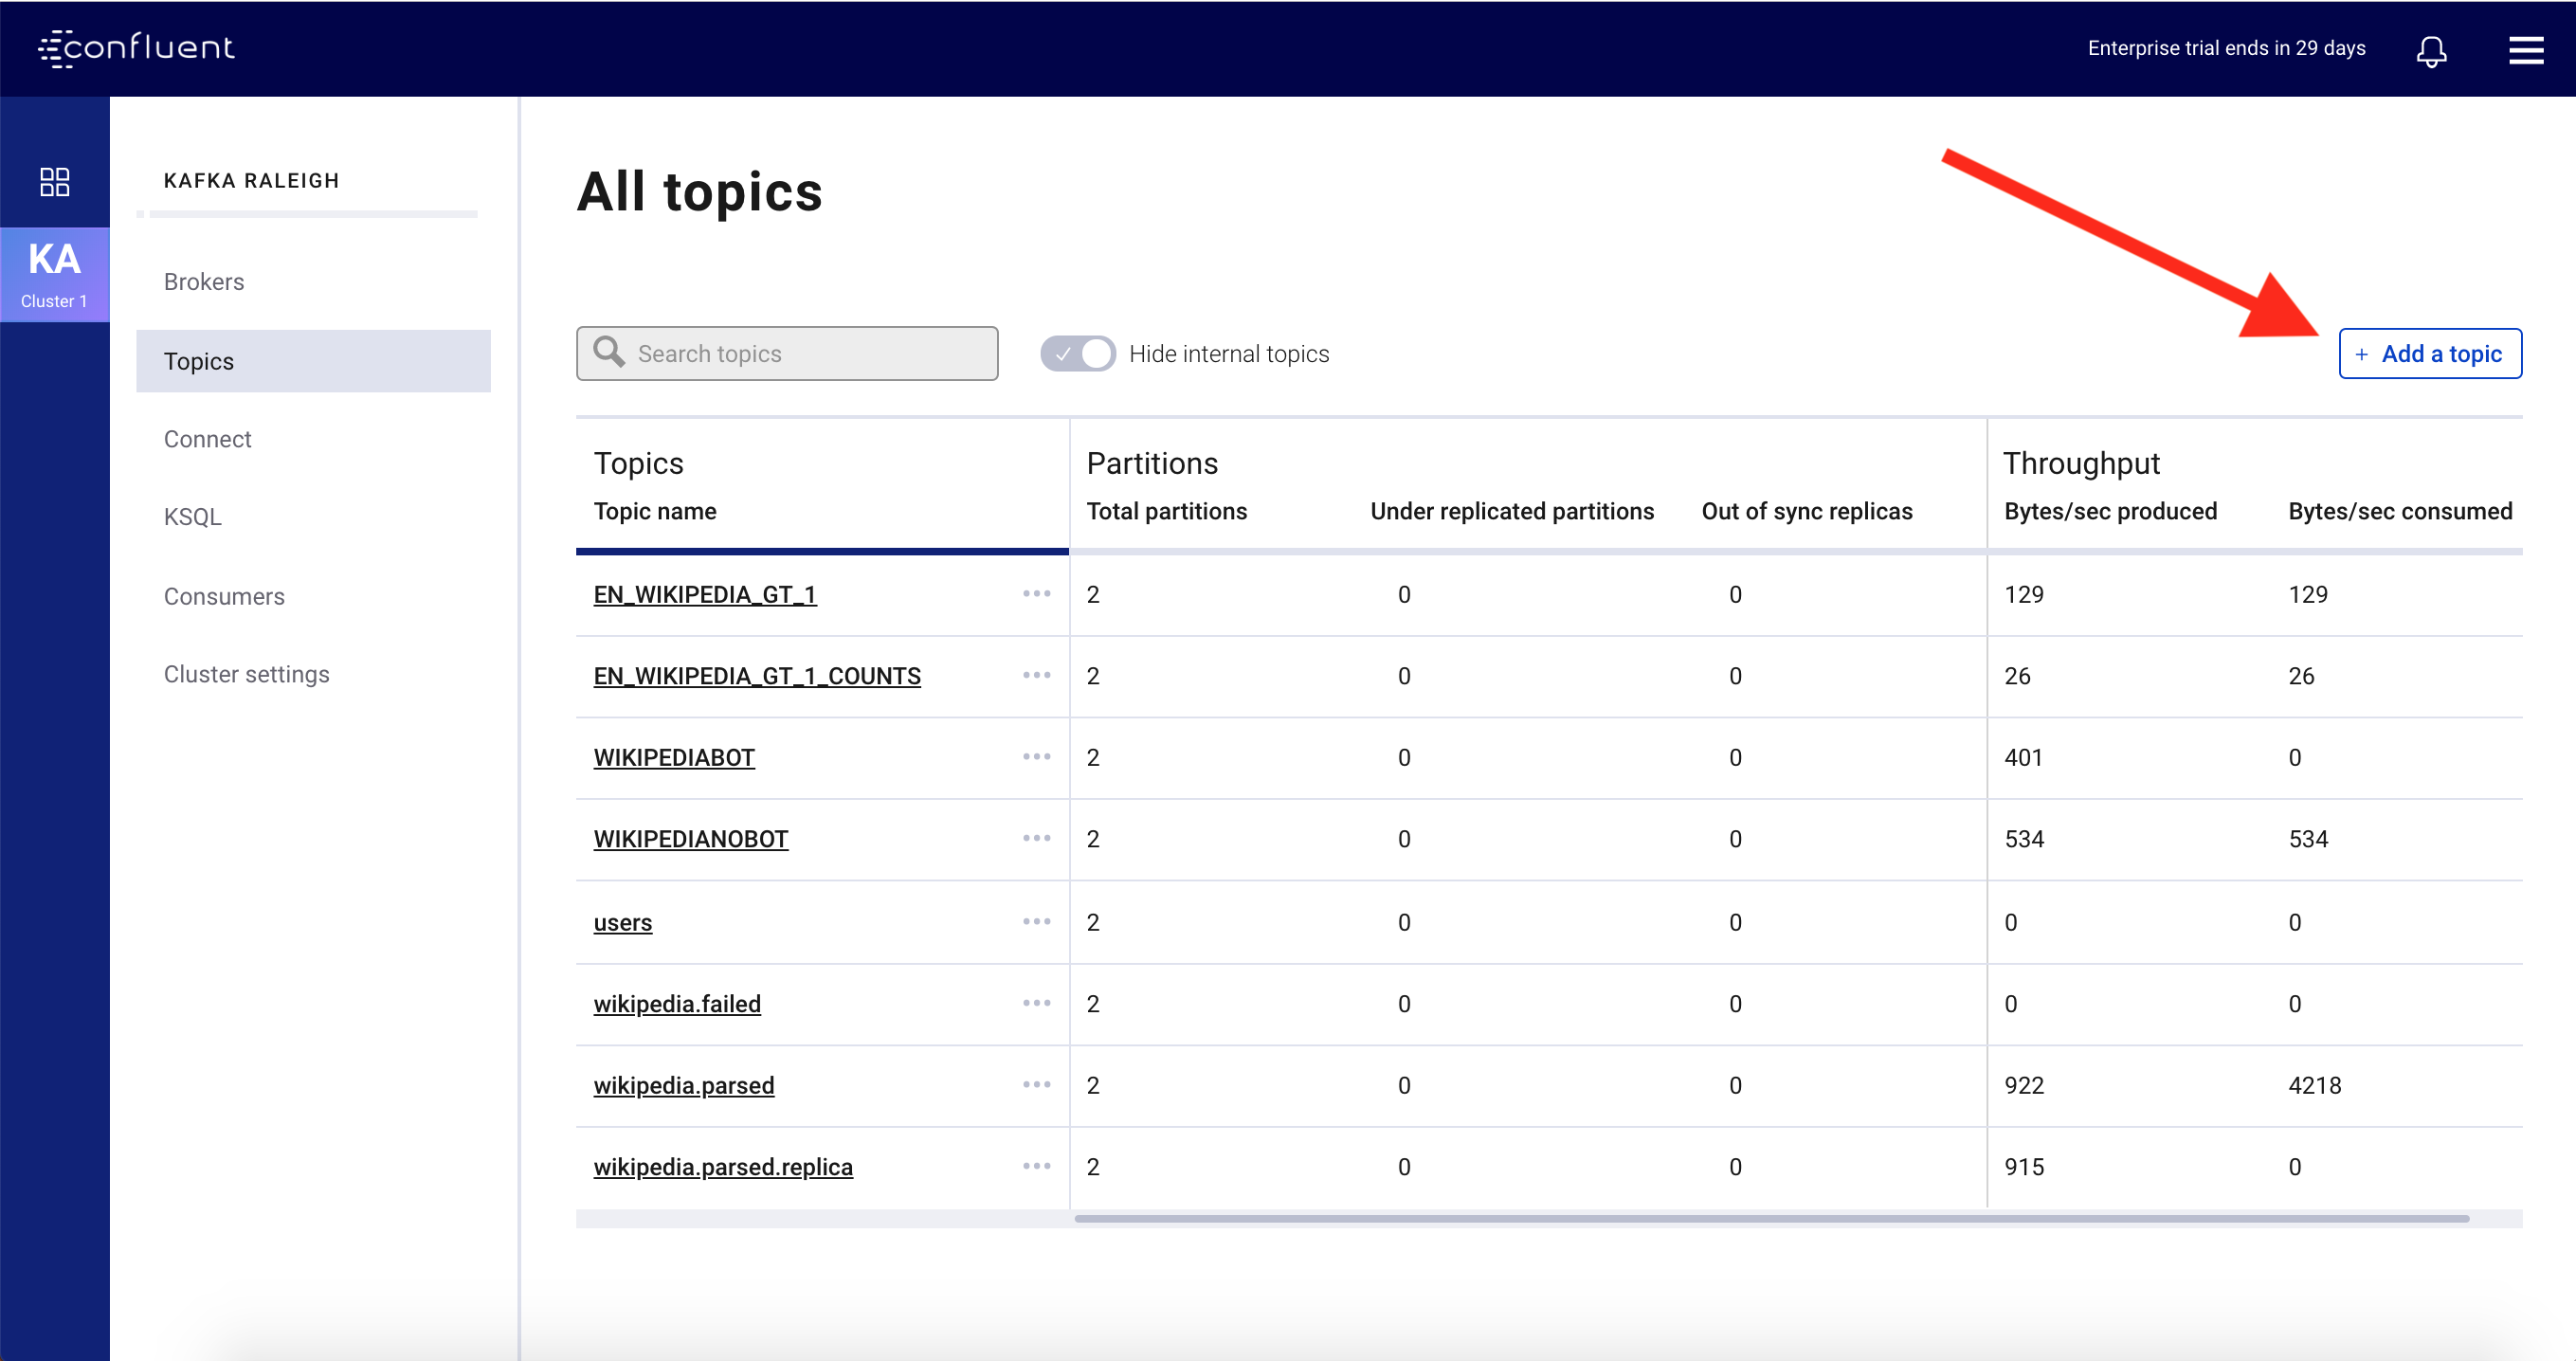 confluent
Enterprise trial ends in 29 days
KA
Cluster 1
KAFKA RALEIGH
Brokers
Topics
Connect
KSQL
Consumers
Cluster settings
All topics
Search topics
Hide internal topics
+ Add a topic
Topics Partitions Throughput
Topic name Total partitions Under replicated partitions Out of sync replicas Bytes/sec produced Bytes/sec consumed
EN_WIKIPEDIA_GT_1 2 0 0 129 129
EN_WIKIPEDIA_GT_1_COUNTS 2 0 0 26 26
WIKIPEDIABOT 2 0 0 401 0
WIKIPEDIANOBOT 2 0 0 534 534
users 2 0 0 0 0
wikipedia.failed 2 0 0 0 0
wikipedia.parsed 2 0 0 922 4218
wikipedia.parsed.replica 2 0 0 915 0